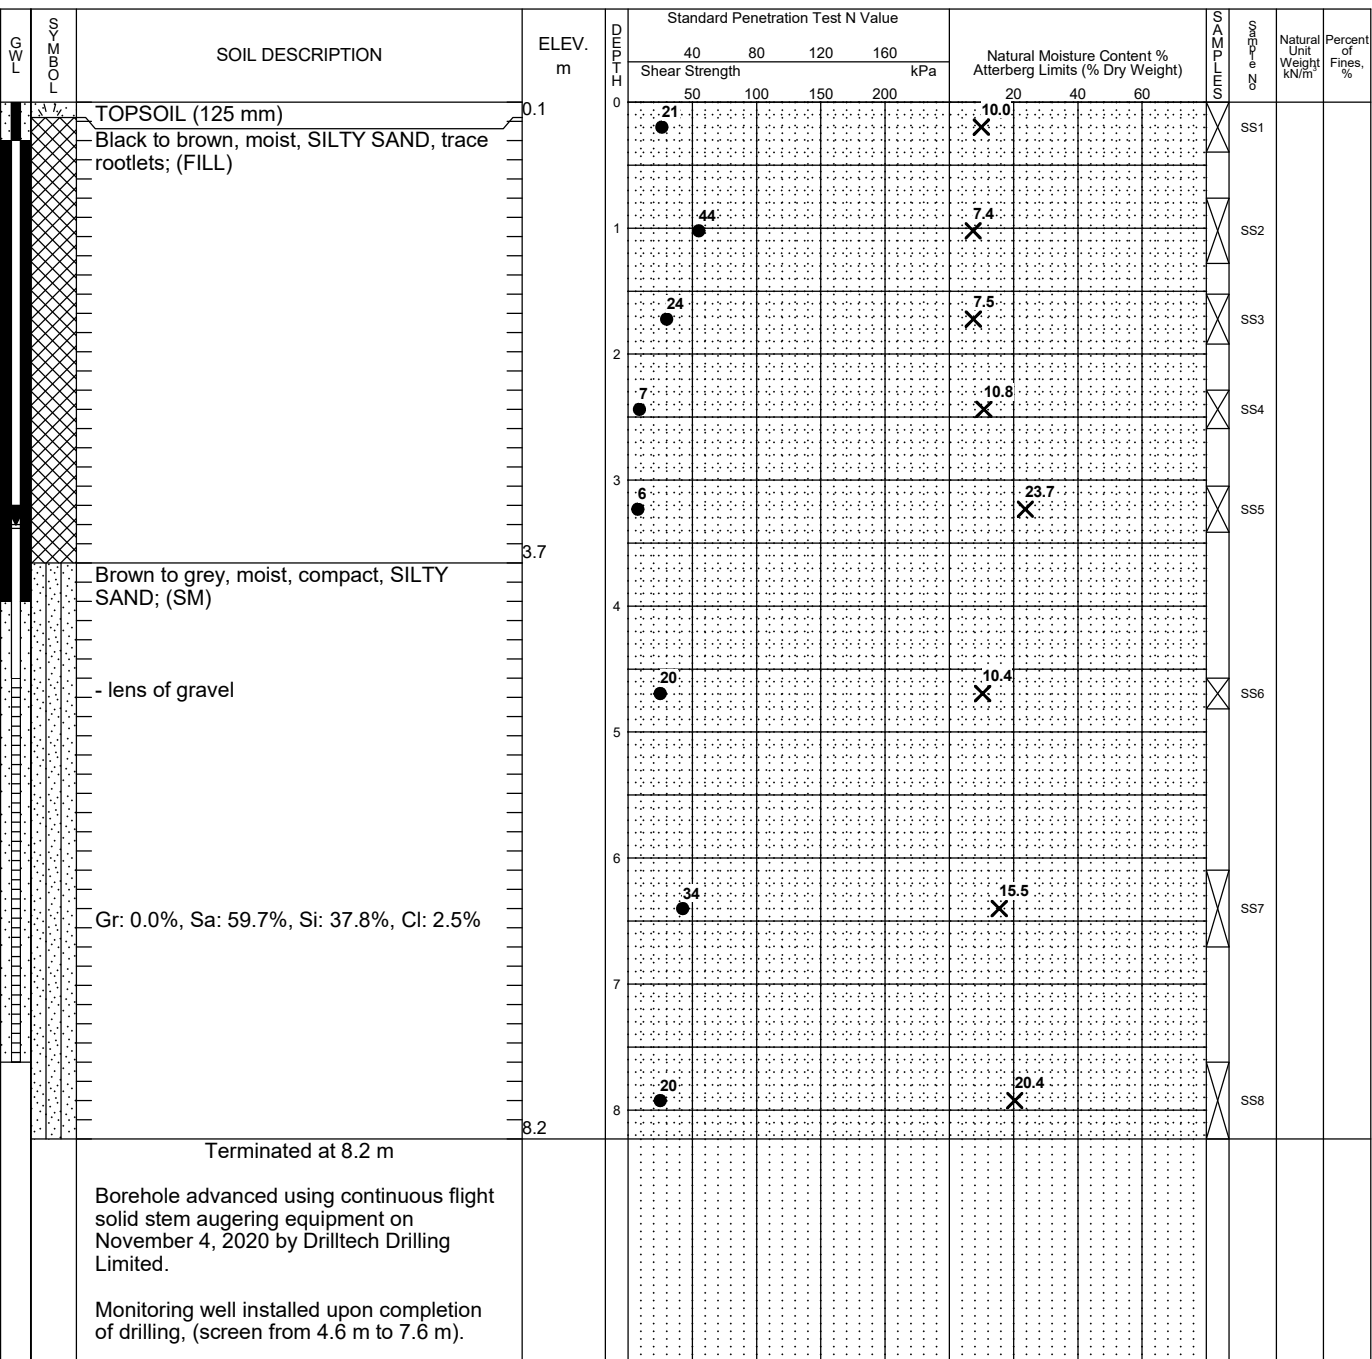 GWL
SYMBOL
SOIL DESCRIPTION
ELEV.
m
DEPTH
Standard Penetration Test N Value
40 80 120 160
Shear Strength kPa
50 100 150 200
Natural Moisture Content %
Atterberg Limits (% Dry Weight)
20 40 60
SAMPLES
Sample No
Natural
Unit
Weight
kN/m³
Percent
of
Fines,
%
0
TOPSOIL (125 mm)
0.1
21
10.0
SS1
Black to brown, moist, SILTY SAND, trace
rootlets; (FILL)
44
7.4
1
SS2
24
7.5
SS3
2
7
10.8
SS4
3
6
23.7
SS5
3.7
Brown to grey, moist, compact, SILTY
SAND; (SM)
4
- lens of gravel
20
10.4
SS6
5
6
34
15.5
SS7
Gr: 0.0%, Sa: 59.7%, Si: 37.8%, Cl: 2.5%
7
20
20.4
SS8
8
8.2
Terminated at 8.2 m
Borehole advanced using continuous flight
solid stem augering equipment on
November 4, 2020 by Drilltech Drilling
Limited.
Monitoring well installed upon completion
of drilling, (screen from 4.6 m to 7.6 m).